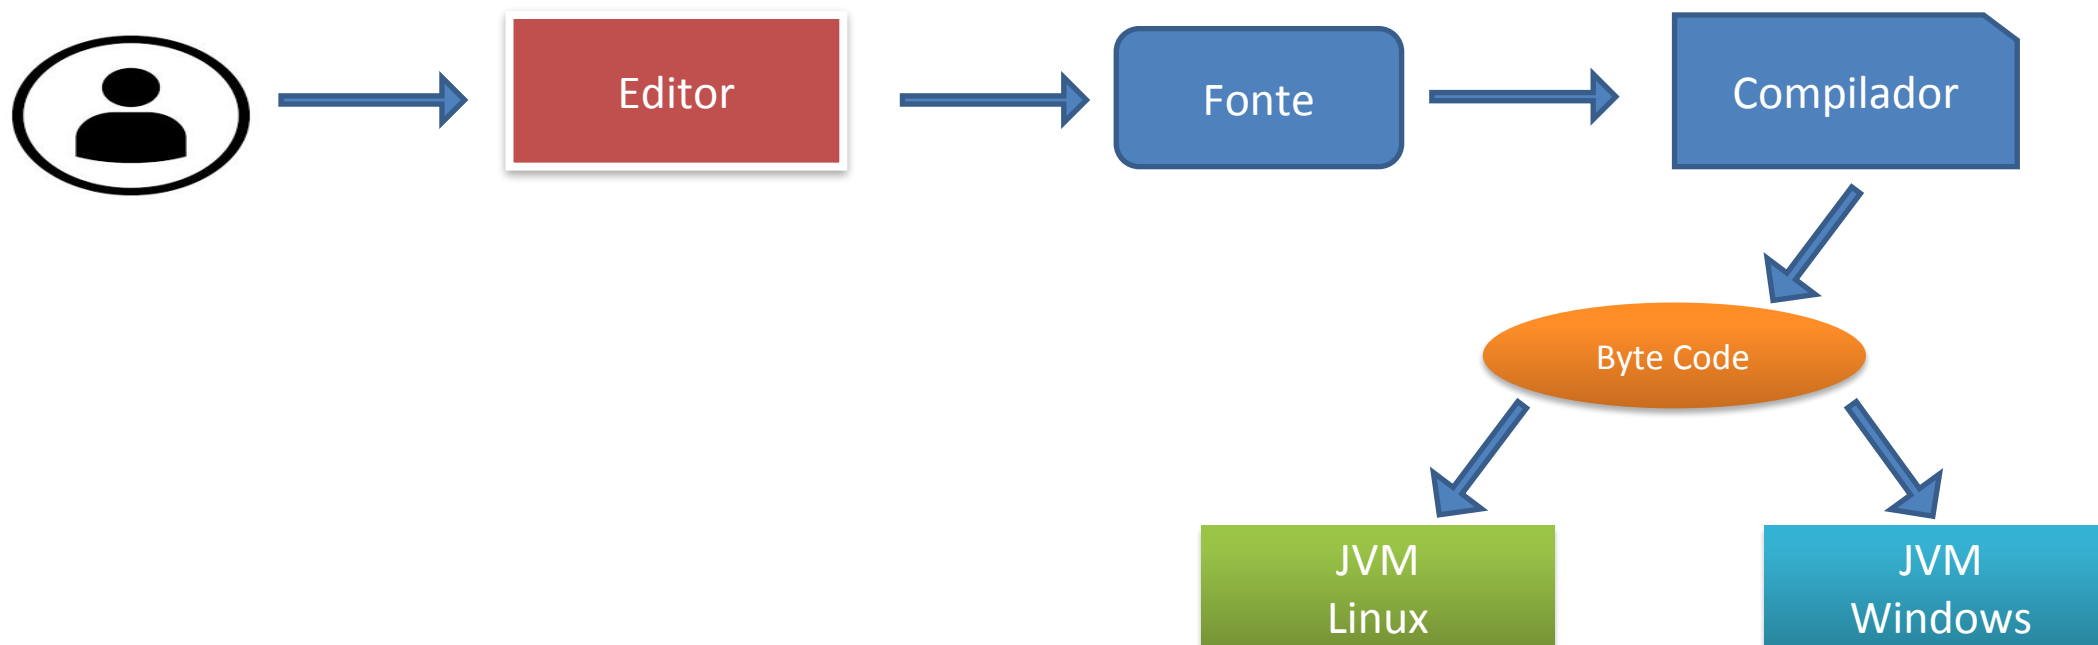 Editor
Fonte
Compilador
Byte Code
JVM
Linux
JVM
Windows